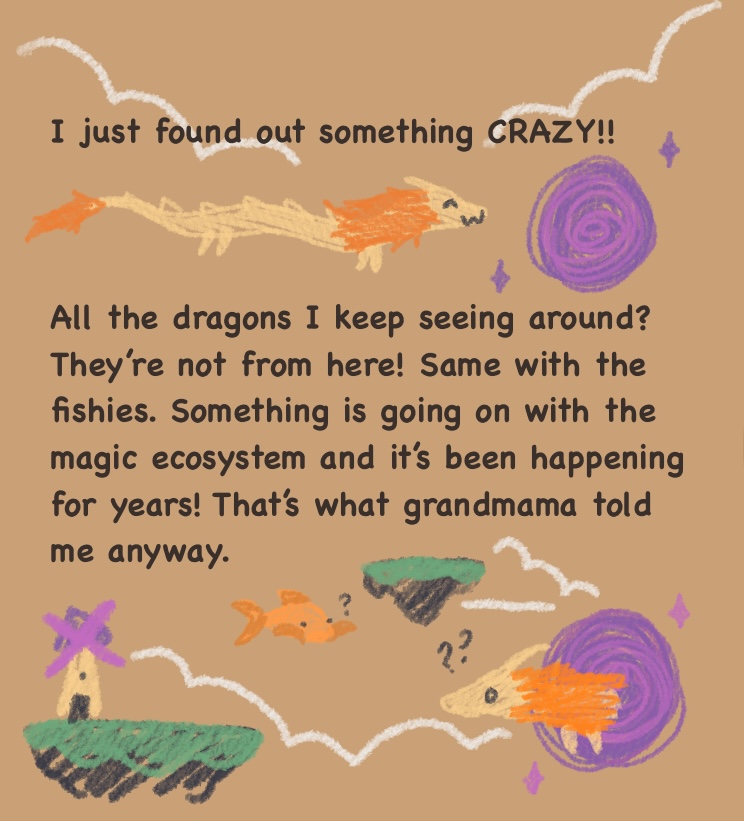 I just found out something CRAZY!!
All the dragons I keep seeing around?
They're not from here! Same with the
fishies. Something is going on with the
magic ecosystem and it's been happening
for years! That's what grandmama told
me anyway.
?
??